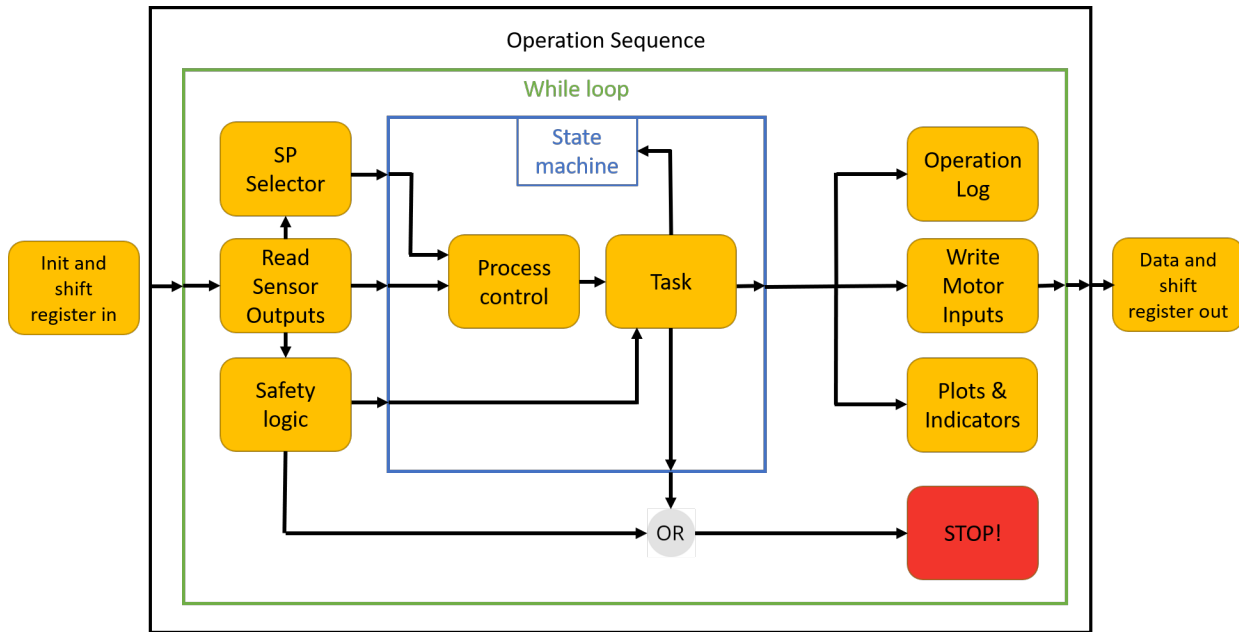 Operation Sequence
While loop
SP
Selector
State
machine
Operation
Log
Init and
shift
register in
Read
Sensor
Outputs
Process
control
Task
Write
Motor
Inputs
Data and
shift
register out
Safety
logic
Plots &
Indicators
OR
STOP!